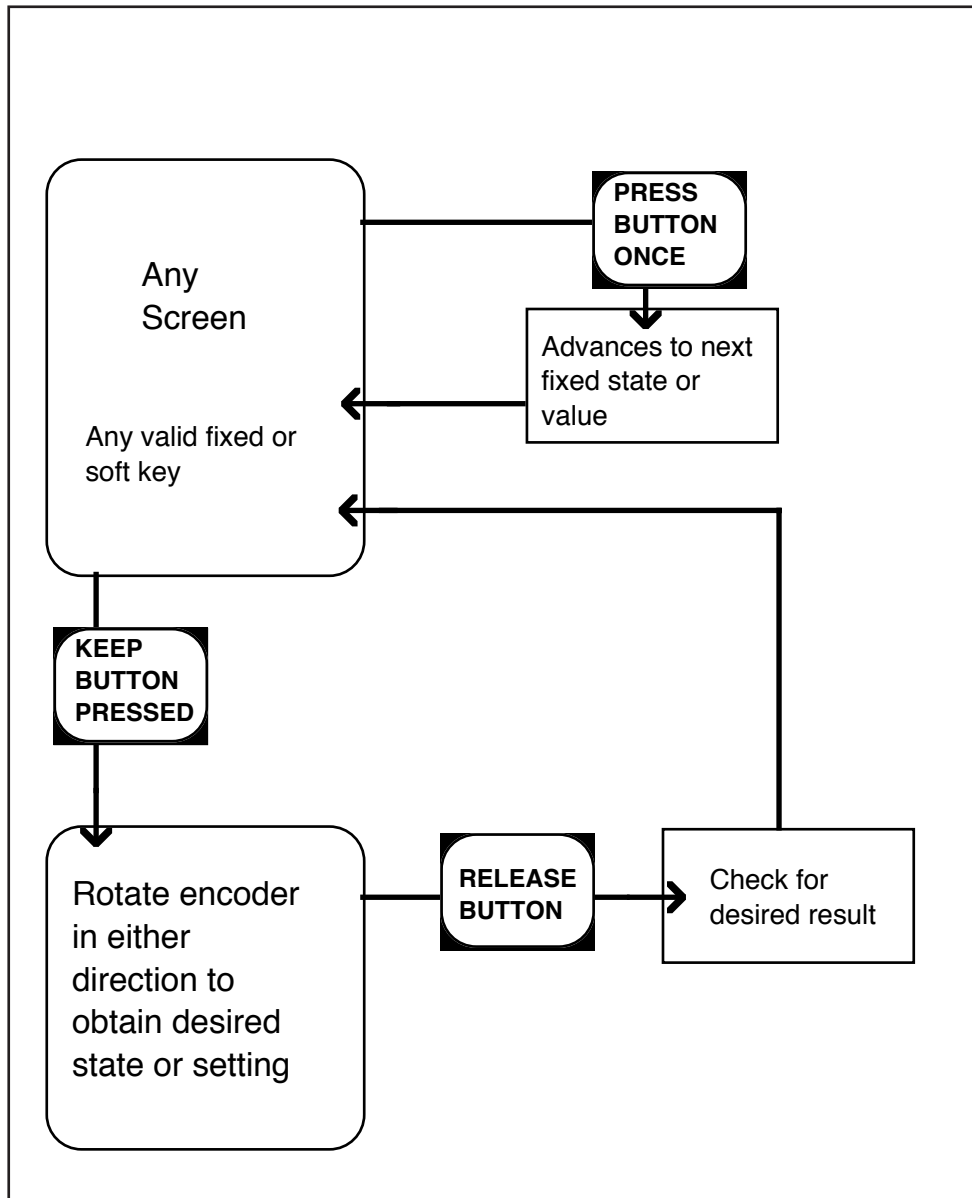 Any
Screen
Any valid fixed or
soft key
PRESS
BUTTON
ONCE
Advances to next
fixed state or
value
KEEP
BUTTON
PRESSED
Rotate encoder
in either
direction to
obtain desired
state or setting
RELEASE
BUTTON
Check for
desired result